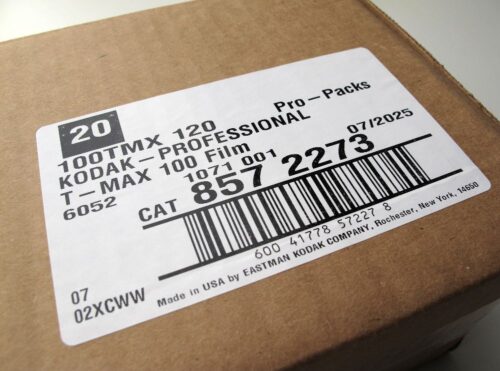 20
Pro-Packs
100TMX 120
KODAK-PROFESSIONAL
T-MAX 100 Film
07/2025
6052
1071 001
CAT 857 2273
600 41778 57227 8
Made in USA by EASTMAN KODAK COMPANY, Rochester, New York, 14650
07
02XCWW